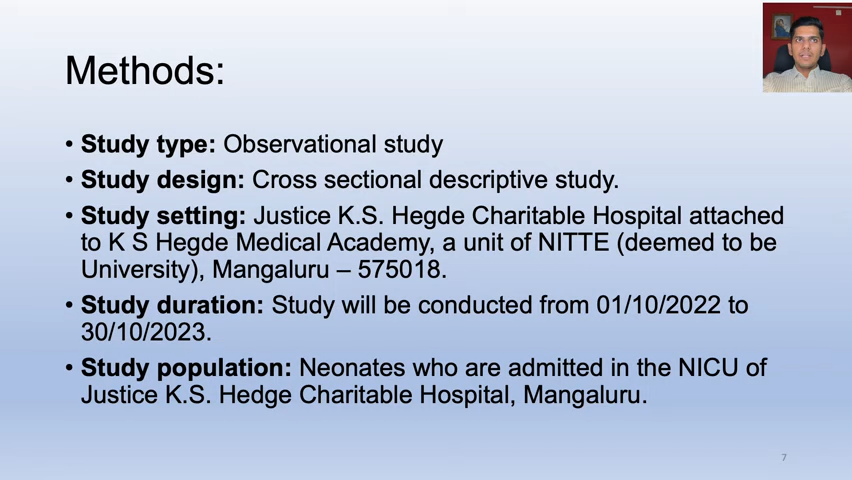 Methods:
• Study type: Observational study
• Study design: Cross sectional descriptive study.
• Study setting: Justice K.S. Hegde Charitable Hospital attached
to K S Hegde Medical Academy, a unit of NITTE (deemed to be
University), Mangaluru – 575018.
• Study duration: Study will be conducted from 01/10/2022 to
30/10/2023.
• Study population: Neonates who are admitted in the NICU of
Justice K.S. Hedge Charitable Hospital, Mangaluru.
7